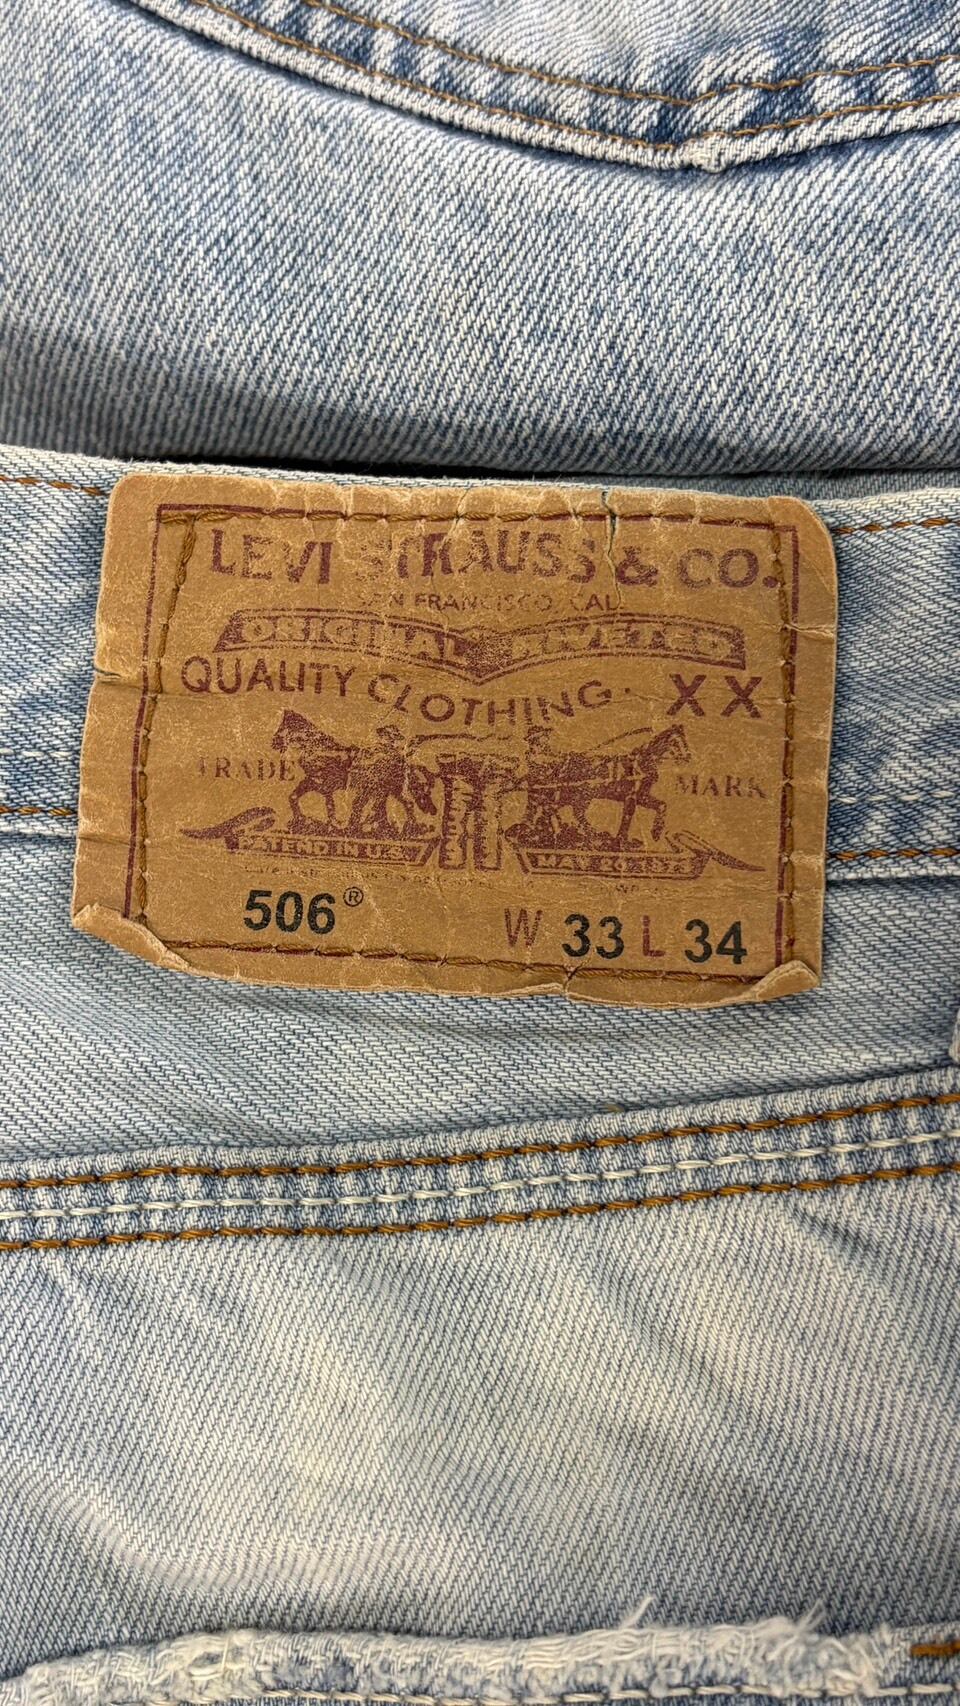 LEVI STRAUSS & CO.
SAN FRANCISCO, CAL.
ORIGINAL RIVETED
QUALITY CLOTHING. XX
TRADE MARK
PATEND IN U.S. MAY 20 1873
506® W 33 L 34